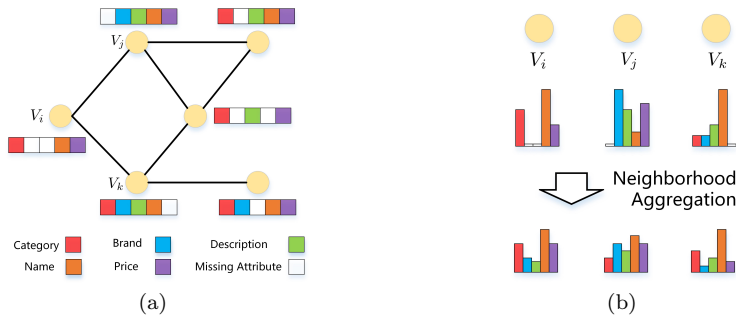 V_j
V_i
V_k
Category
Brand
Description
Name
Price
Missing Attribute
(a)
V_i V_j V_k
Neighborhood
Aggregation
(b)